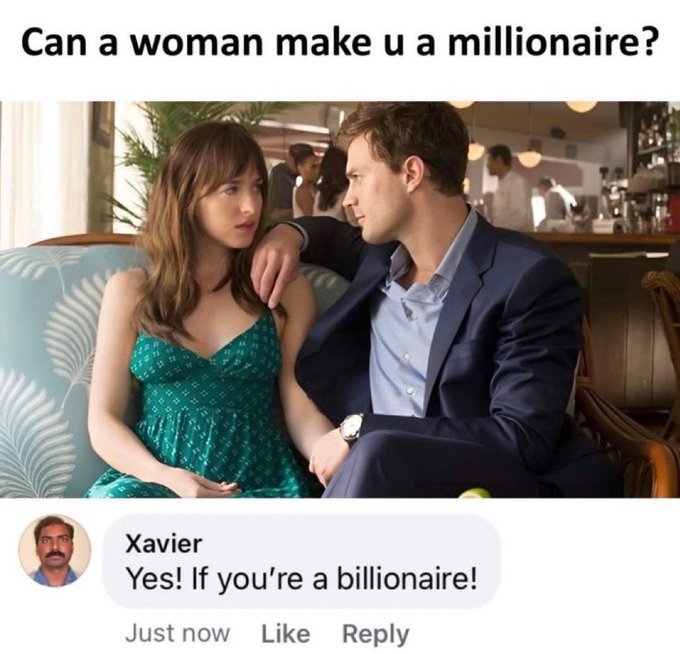 Can a woman make u a millionaire?
Xavier
Yes! If you're a billionaire!
Just now Like Reply